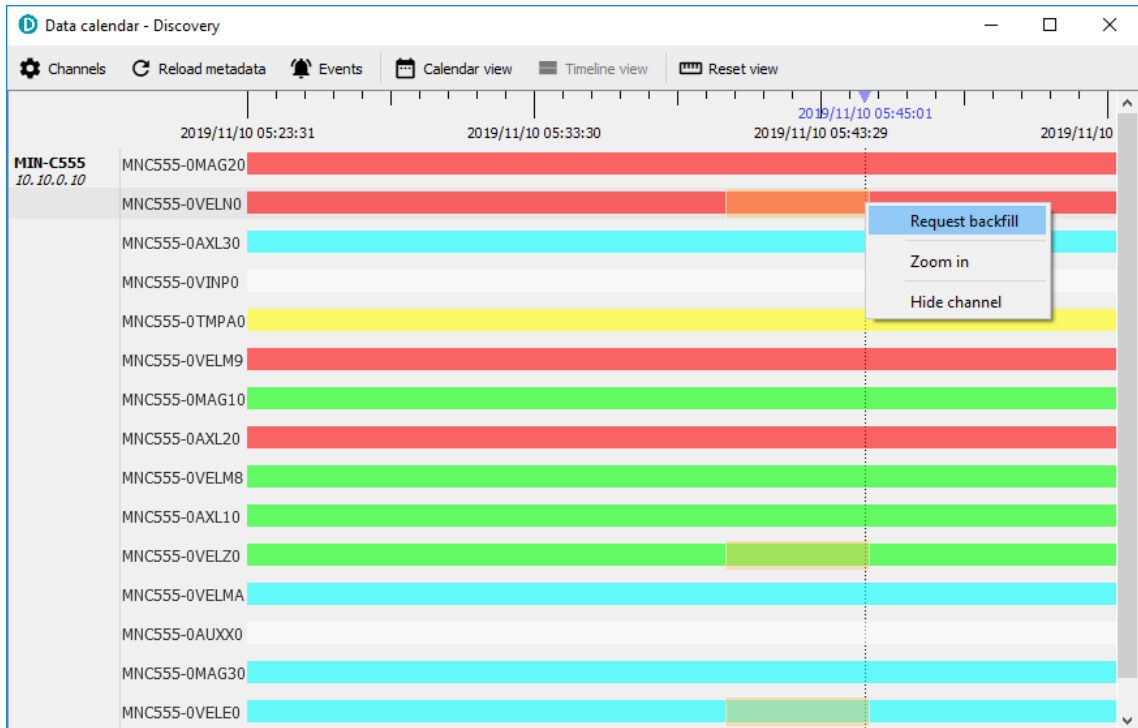 Data calendar - Discovery
Channels Reload metadata Events Calendar view Timeline view Reset view
2019/11/10 05:45:01
2019/11/10 05:23:31 2019/11/10 05:33:30 2019/11/10 05:43:29 2019/11/10
MIN-C555 MNC555-0MAG20
10.10.0.10
MNC555-0VELN0
Request backfill
MNC555-0AXL30
Zoom in
MNC555-0VINP0
Hide channel
MNC555-0TMPA0
MNC555-0VELM9
MNC555-0MAG10
MNC555-0AXL20
MNC555-0VELM8
MNC555-0AXL10
MNC555-0VELZ0
MNC555-0VELMA
MNC555-0AUXX0
MNC555-0MAG30
MNC555-0VELE0